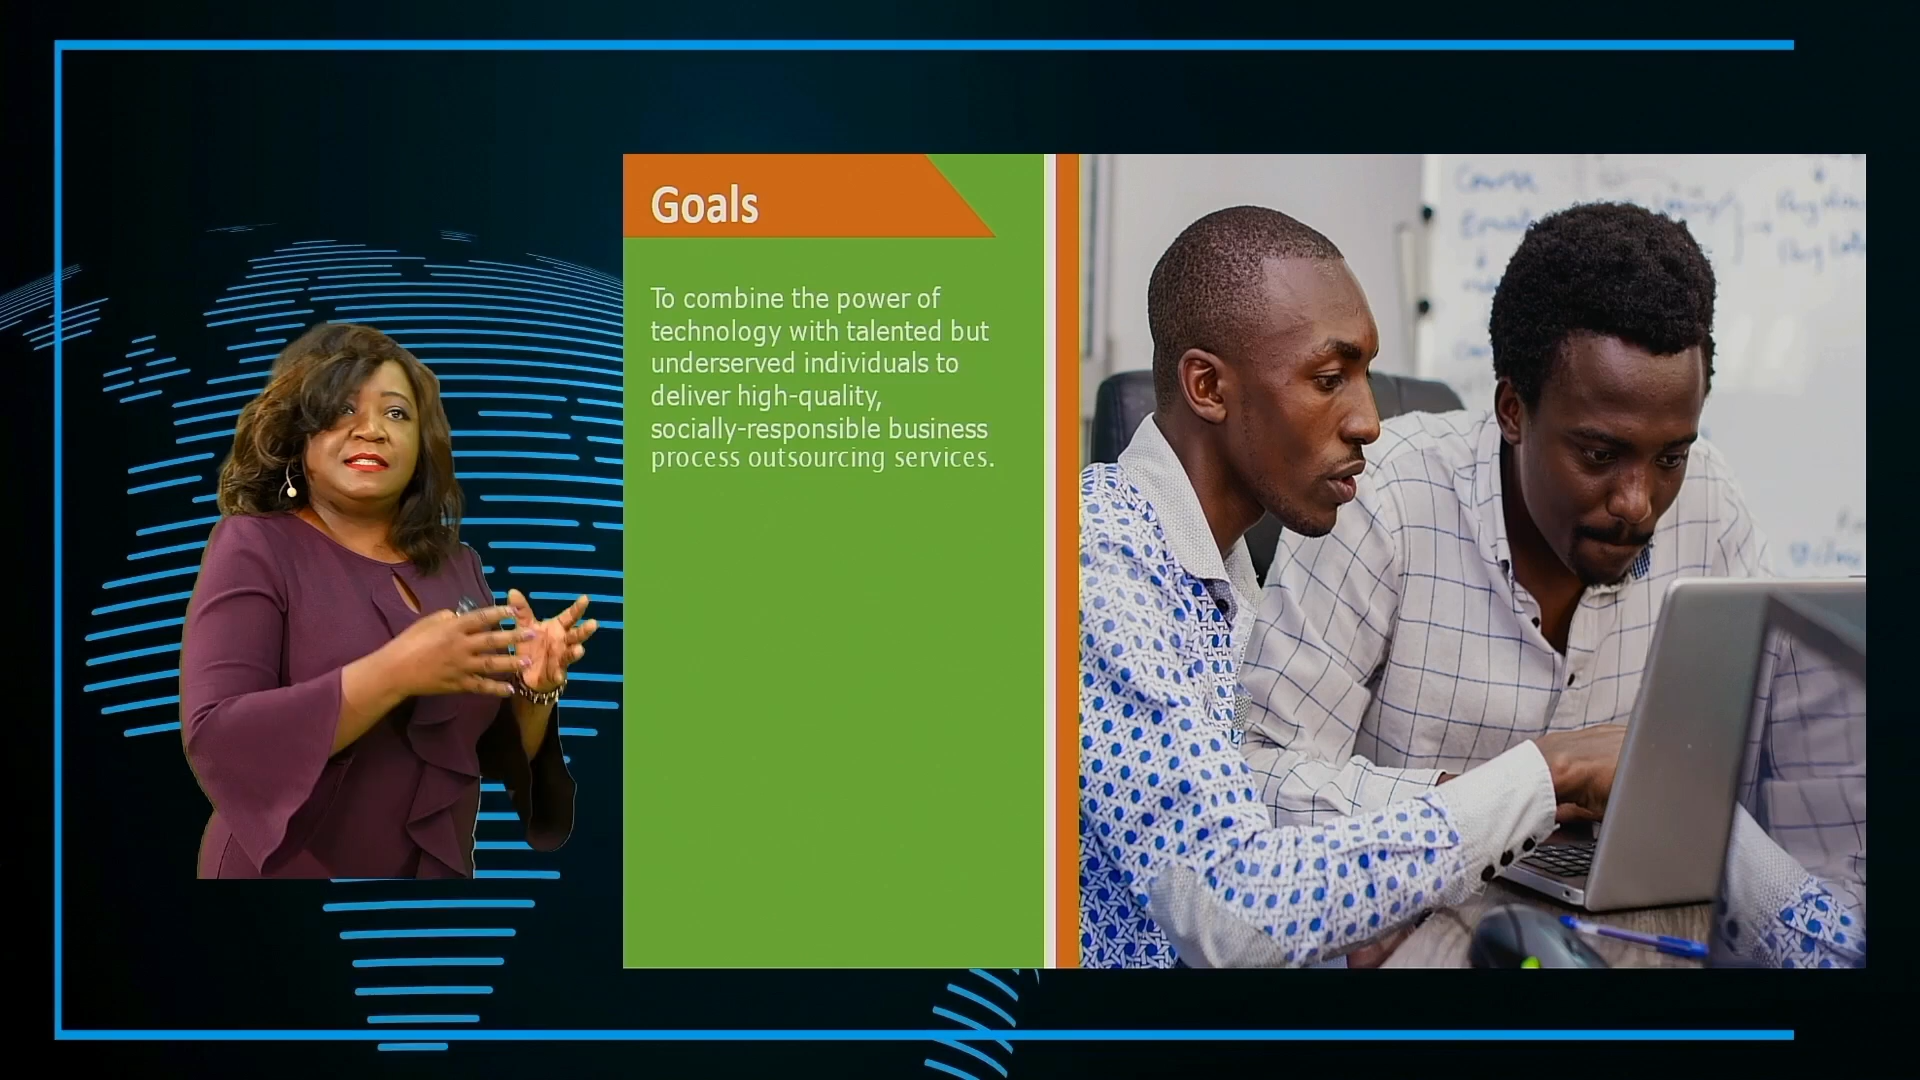 Goals
To combine the power of
technology with talented but
underserved individuals to
deliver high-quality,
socially-responsible business
process outsourcing services.